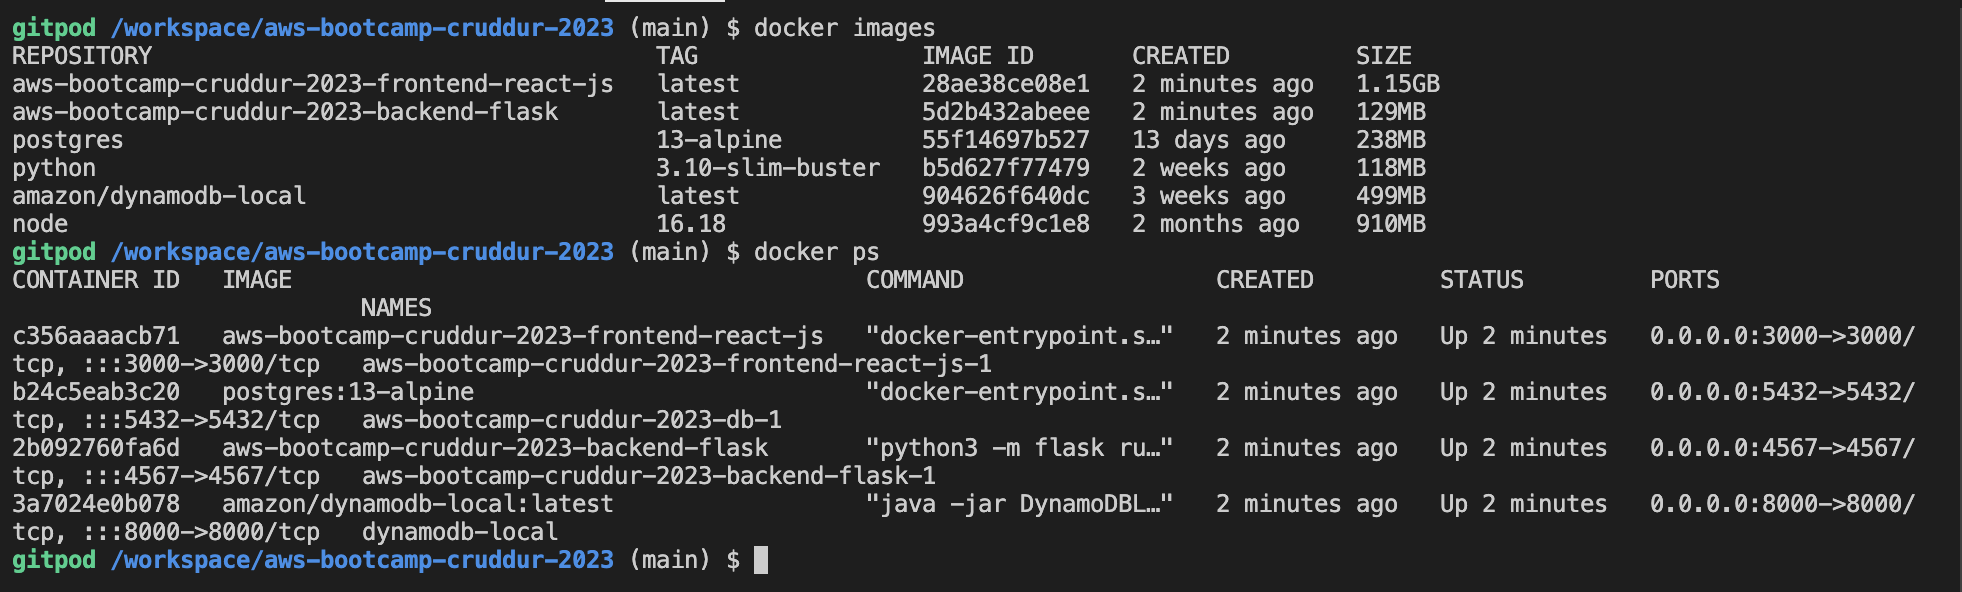 gitpod /workspace/aws-bootcamp-cruddur-2023 (main) $ docker images
REPOSITORY                                    TAG                IMAGE ID       CREATED         SIZE
aws-bootcamp-cruddur-2023-frontend-react-js   latest             28ae38ce08e1   2 minutes ago   1.15GB
aws-bootcamp-cruddur-2023-backend-flask       latest             5d2b432abeee   2 minutes ago   129MB
postgres                                      13-alpine          55f14697b527   13 days ago     238MB
python                                        3.10-slim-buster   b5d627f77479   2 weeks ago     118MB
amazon/dynamodb-local                         latest             904626f640dc   3 weeks ago     499MB
node                                          16.18              993a4cf9c1e8   2 months ago    910MB
gitpod /workspace/aws-bootcamp-cruddur-2023 (main) $ docker ps
CONTAINER ID   IMAGE                                         COMMAND                  CREATED         STATUS         PORTS
                         NAMES
c356aaaacb71   aws-bootcamp-cruddur-2023-frontend-react-js   "docker-entrypoint.s…"   2 minutes ago   Up 2 minutes   0.0.0.0:3000->3000/
tcp, :::3000->3000/tcp   aws-bootcamp-cruddur-2023-frontend-react-js-1
b24c5eab3c20   postgres:13-alpine                            "docker-entrypoint.s…"   2 minutes ago   Up 2 minutes   0.0.0.0:5432->5432/
tcp, :::5432->5432/tcp   aws-bootcamp-cruddur-2023-db-1
2b092760fa6d   aws-bootcamp-cruddur-2023-backend-flask       "python3 -m flask ru…"   2 minutes ago   Up 2 minutes   0.0.0.0:4567->4567/
tcp, :::4567->4567/tcp   aws-bootcamp-cruddur-2023-backend-flask-1
3a7024e0b078   amazon/dynamodb-local:latest                  "java -jar DynamoDBL…"   2 minutes ago   Up 2 minutes   0.0.0.0:8000->8000/
tcp, :::8000->8000/tcp   dynamodb-local
gitpod /workspace/aws-bootcamp-cruddur-2023 (main) $